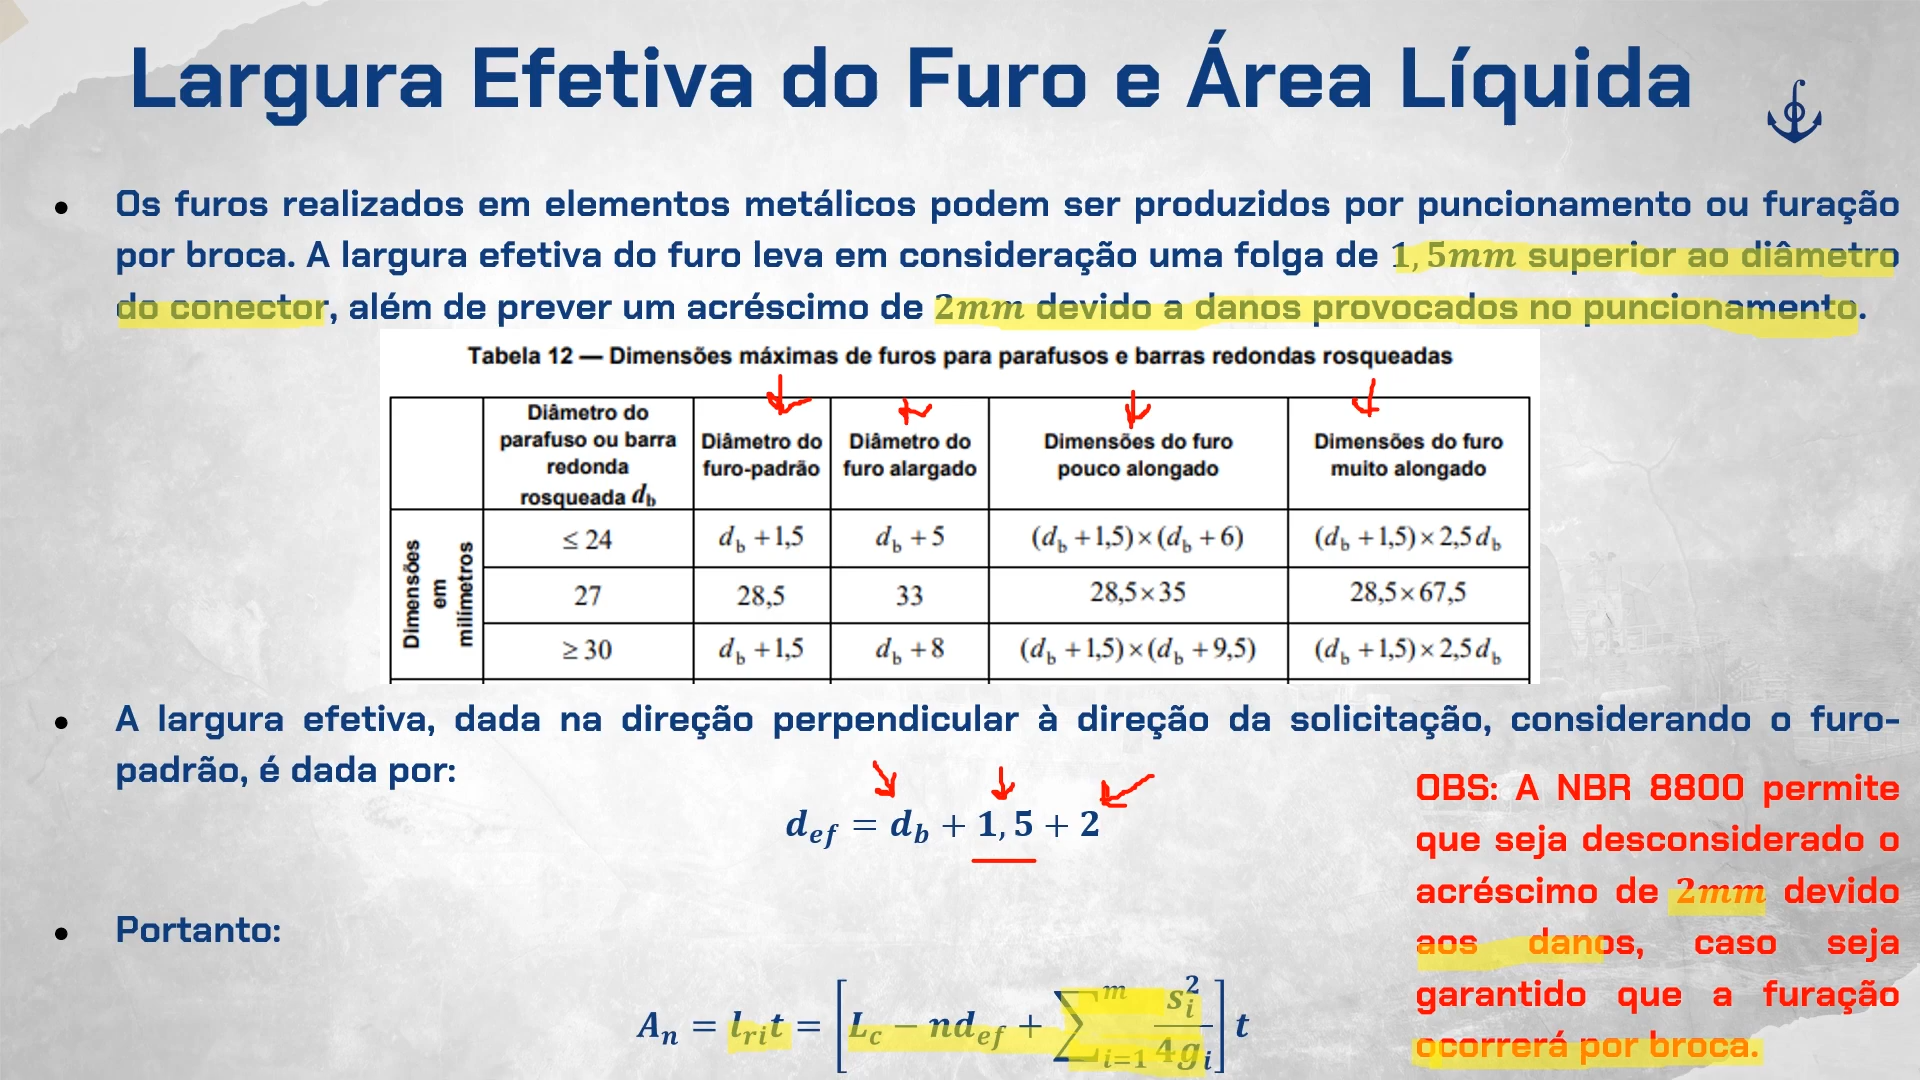 Largura Efetiva do Furo e Área Líquida
• Os furos realizados em elementos metálicos podem ser produzidos por puncionamento ou furação
por broca. A largura efetiva do furo leva em consideração uma folga de 1,5mm superior ao diâmetro
do conector, além de prever um acréscimo de 2mm devido a danos provocados no puncionamento.
Tabela 12 — Dimensões máximas de furos para parafusos e barras redondas rosqueadas
Diâmetro do
parafuso ou barra
redonda
rosqueada d_b
Diâmetro do
furo-padrão
Diâmetro do
furo alargado
Dimensões do furo
pouco alongado
Dimensões do furo
muito alongado
Dimensões
em
milímetros
≤ 24 d_b +1,5 d_b +5 (d_b +1,5)×(d_b +6) (d_b +1,5)×2,5d_b
27 28,5 33 28,5×35 28,5×67,5
≥ 30 d_b +1,5 d_b +8 (d_b +1,5)×(d_b +9,5) (d_b +1,5)×2,5d_b
• A largura efetiva, dada na direção perpendicular à direção da solicitação, considerando o furo-
padrão, é dada por:
d_ef = d_b + 1,5 + 2
• Portanto:
A_n = l_ri t = [L_c − nd_ef + ∑_{i=1}^{m} s_i^2 / 4g_i] t
OBS: A NBR 8800 permite
que seja desconsiderado o
acréscimo de 2mm devido
aos danos, caso seja
garantido que a furação
ocorrerá por broca.